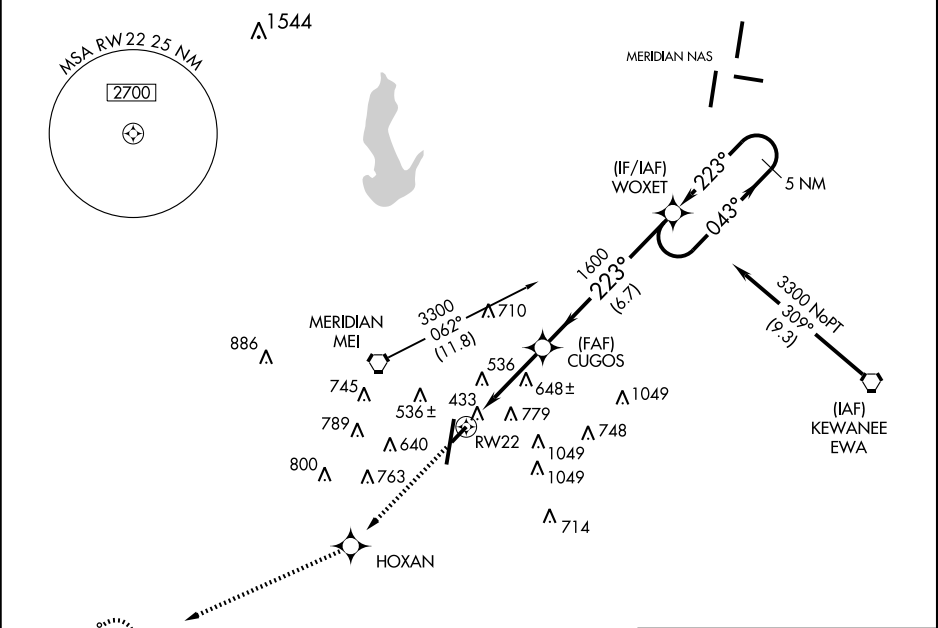 1544
MSA RW22 25 NM
2700
MERIDIAN NAS
(IF/IAF)
WOXET
223°
5 NM
043°
1600
223°
(6.7)
3300 NoPT
309°
(9.3)
3300
062°
(11.8)
710
MERIDIAN
MEI
886
(FAF)
CUGOS
536
648±
745
536±
433
779
1049
(IAF)
KEWANEE
EWA
789
640
RW22
748
1049
800
763
1049
714
HOXAN